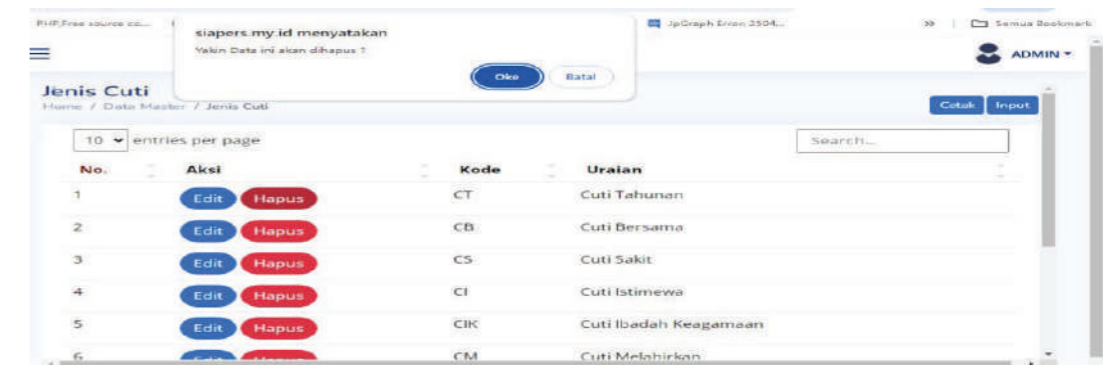 PHP,Free source co...
JpGraph Error 2504...
»
Semua Bookmark
siapers.my.id menyatakan
Yakin Data ini akan dihapus ?
Oke Batal
ADMIN
Jenis Cuti
Home / Data Master / Jenis Cuti
Cetak Input
10 entries per page
Search...
No. Aksi Kode Uraian
1 Edit Hapus CT Cuti Tahunan
2 Edit Hapus CB Cuti Bersama
3 Edit Hapus CS Cuti Sakit
4 Edit Hapus CI Cuti Istimewa
5 Edit Hapus CIK Cuti Ibadah Keagamaan
6 Edit Hapus CM Cuti Melahirkan